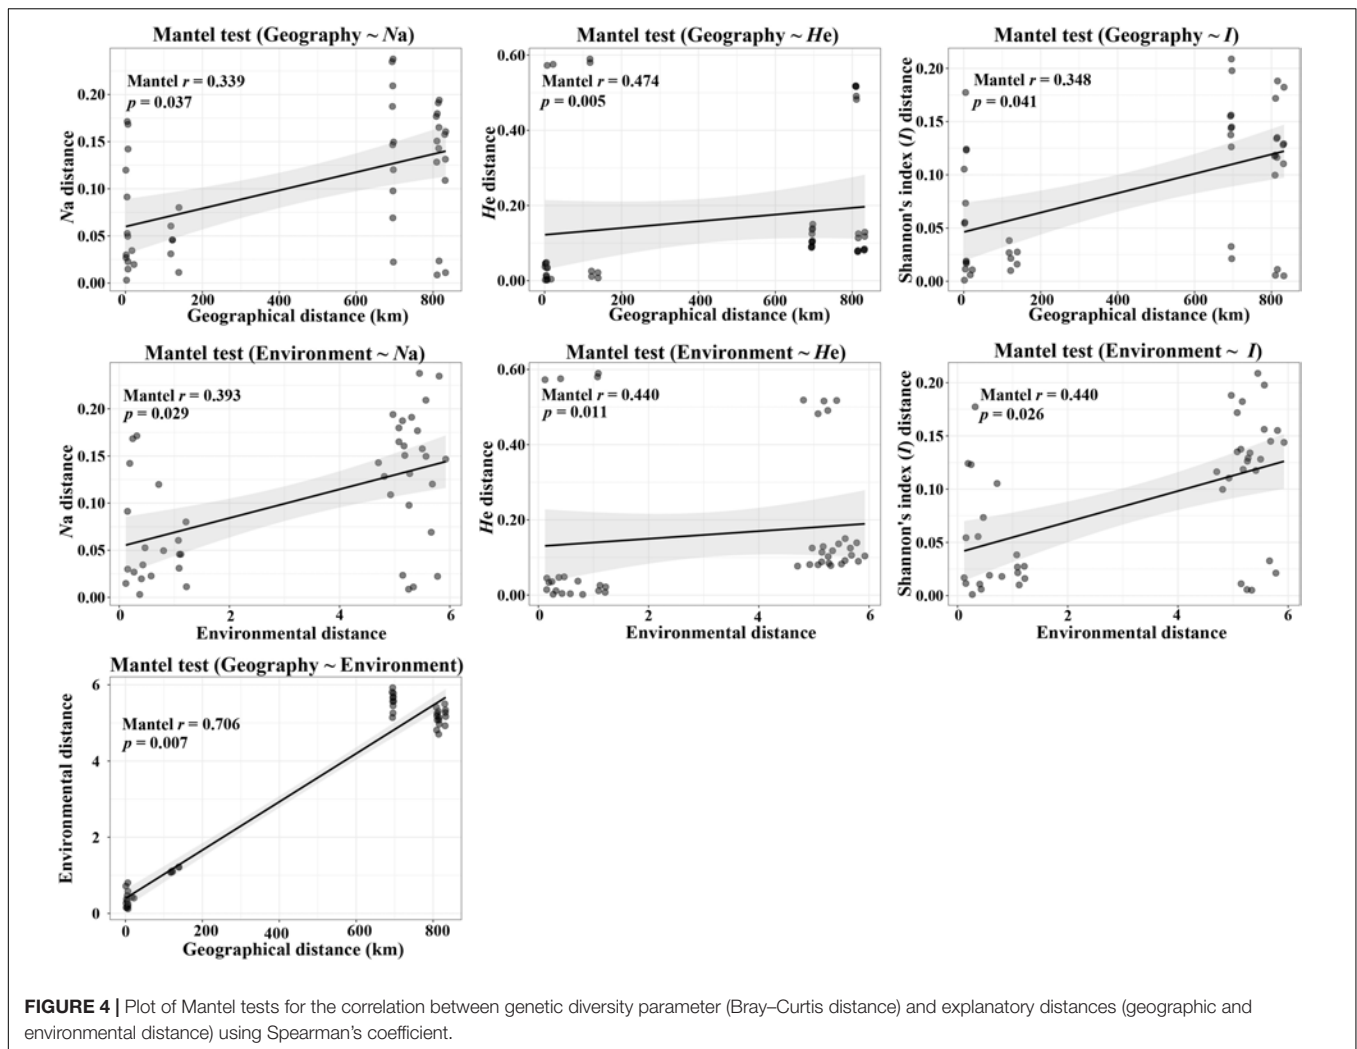 Mantel test (Geography ~ Na)
Mantel r = 0.339
p = 0.037
Na distance
0.20
0.15
0.10
0.05
0.00
0 200 400 600 800
Geographical distance (km)
Mantel test (Geography ~ He)
Mantel r = 0.474
p = 0.005
He distance
0.60
0.40
0.20
0.00
0 200 400 600 800
Geographical distance (km)
Mantel test (Geography ~ I)
Mantel r = 0.348
p = 0.041
Shannon's index (I) distance
0.20
0.15
0.10
0.05
0.00
0 200 400 600 800
Geographical distance (km)
Mantel test (Environment ~ Na)
Mantel r = 0.393
p = 0.029
Na distance
0.20
0.15
0.10
0.05
0.00
0 2 4 6
Environmental distance
Mantel test (Environment ~ He)
Mantel r = 0.440
p = 0.011
He distance
0.60
0.40
0.20
0.00
0 2 4 6
Environmental distance
Mantel test (Environment ~ I)
Mantel r = 0.440
p = 0.026
Shannon's index (I) distance
0.20
0.15
0.10
0.05
0.00
0 2 4 6
Environmental distance
Mantel test (Geography ~ Environment)
Mantel r = 0.706
p = 0.007
Environmental distance
6
4
2
0
0 200 400 600 800
Geographical distance (km)
FIGURE 4 | Plot of Mantel tests for the correlation between genetic diversity parameter (Bray–Curtis distance) and explanatory distances (geographic and
environmental distance) using Spearman's coefficient.